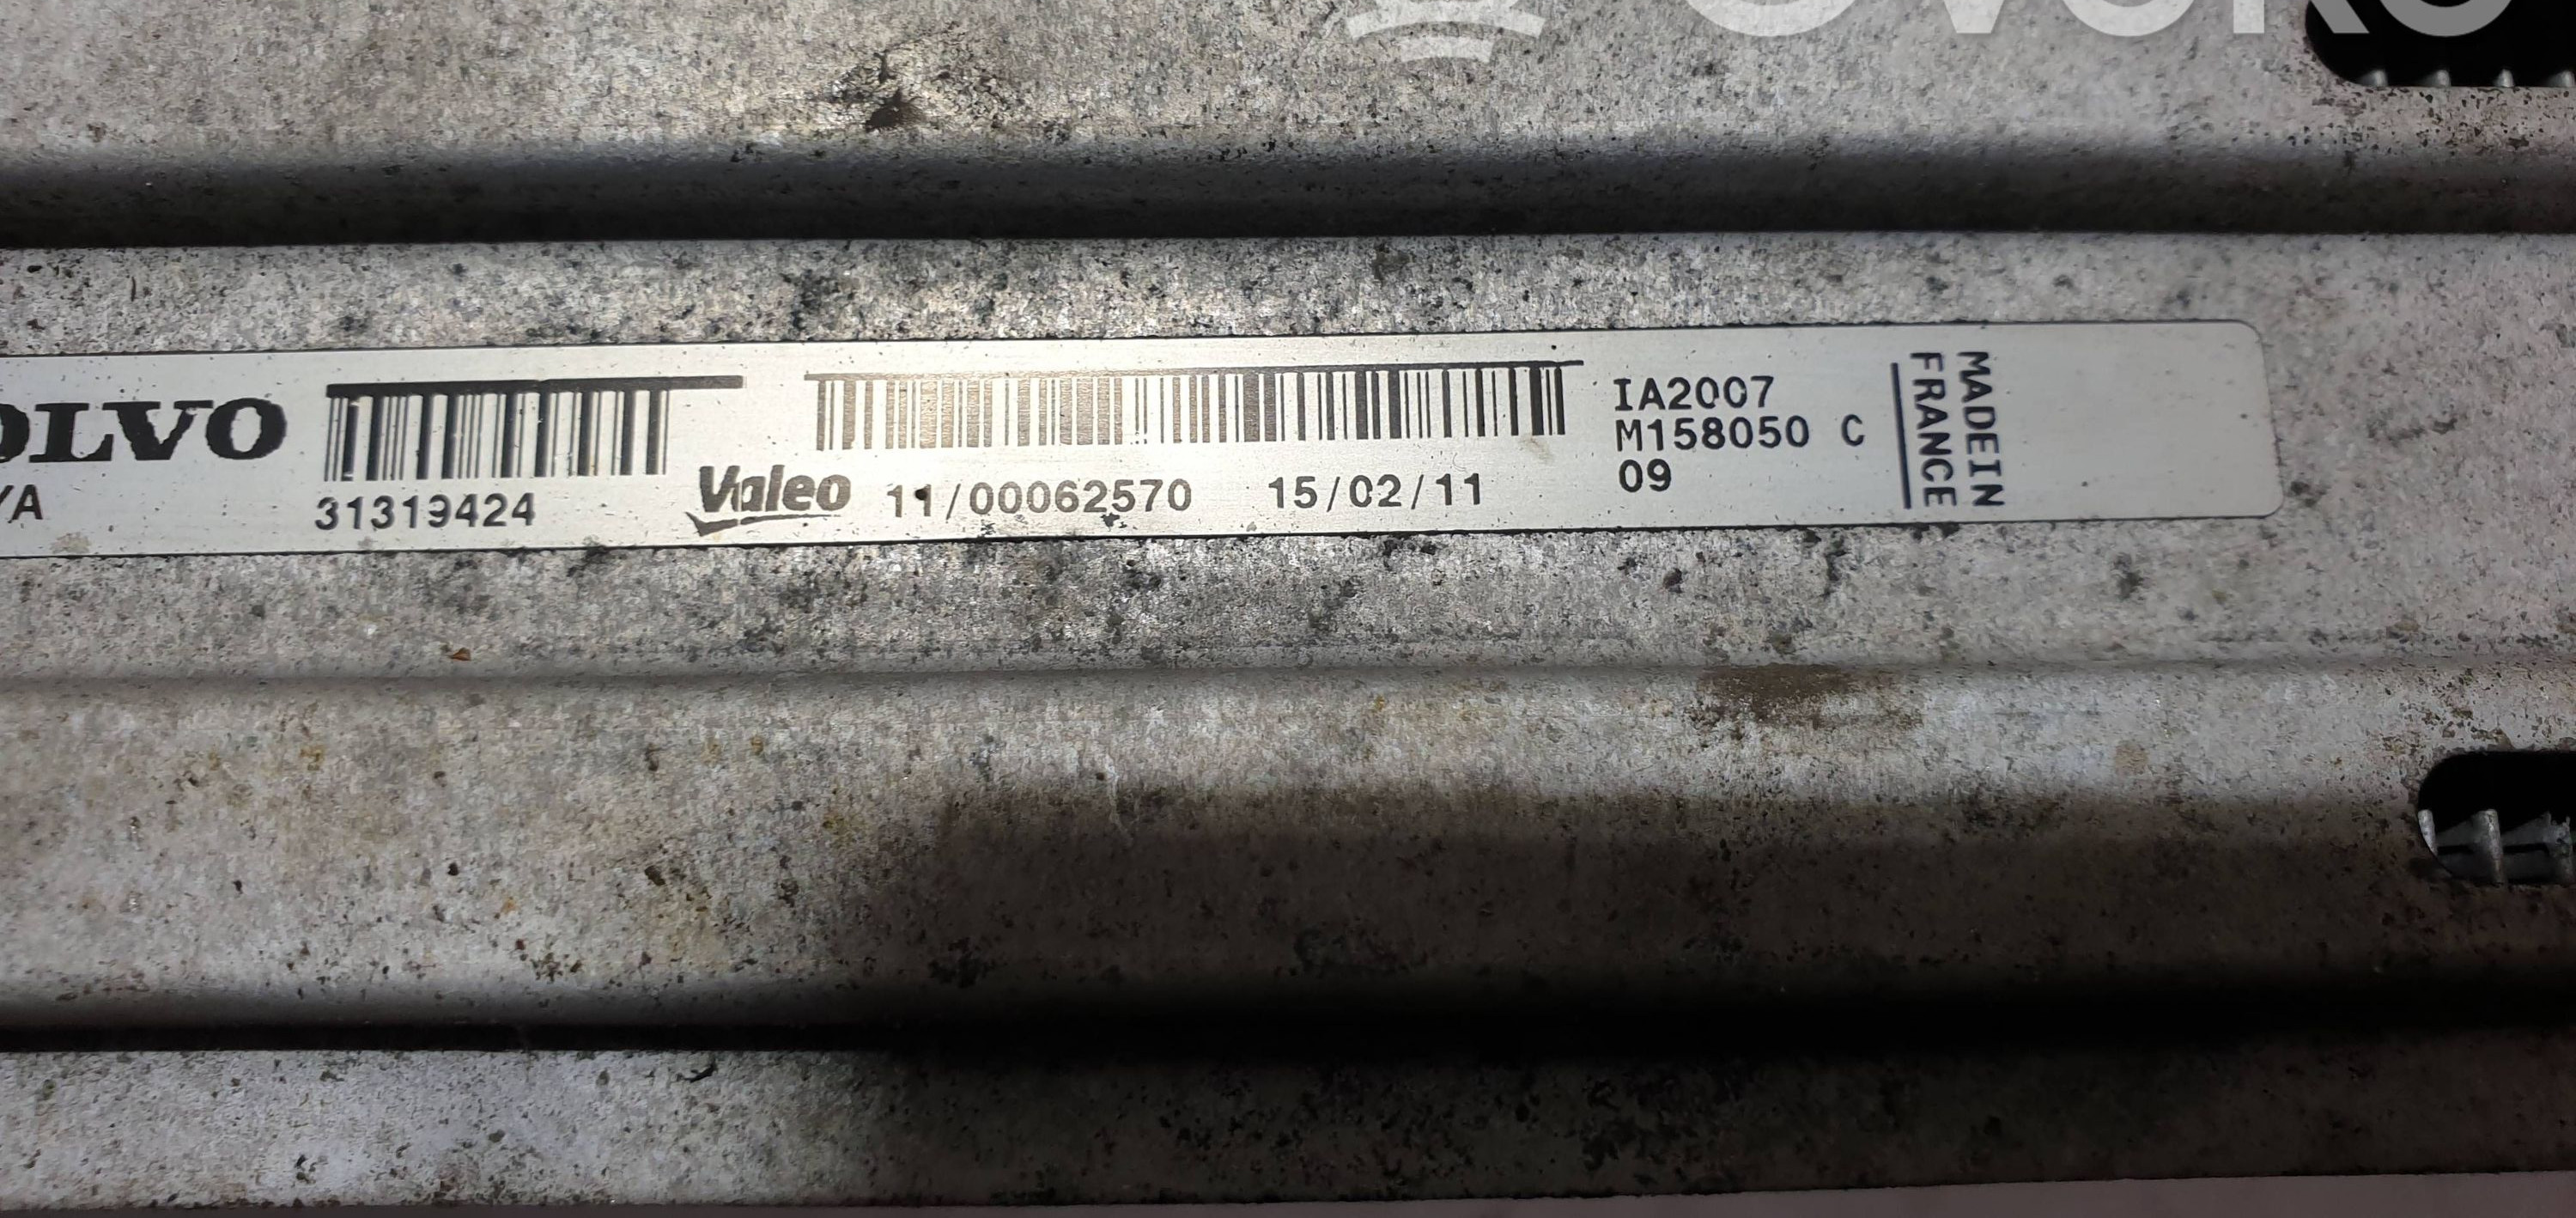 OLVO
/A
31319424
Valeo
11/00062570 15/02/11
IA2007
M158050 C
09
MADEIN
FRANCE